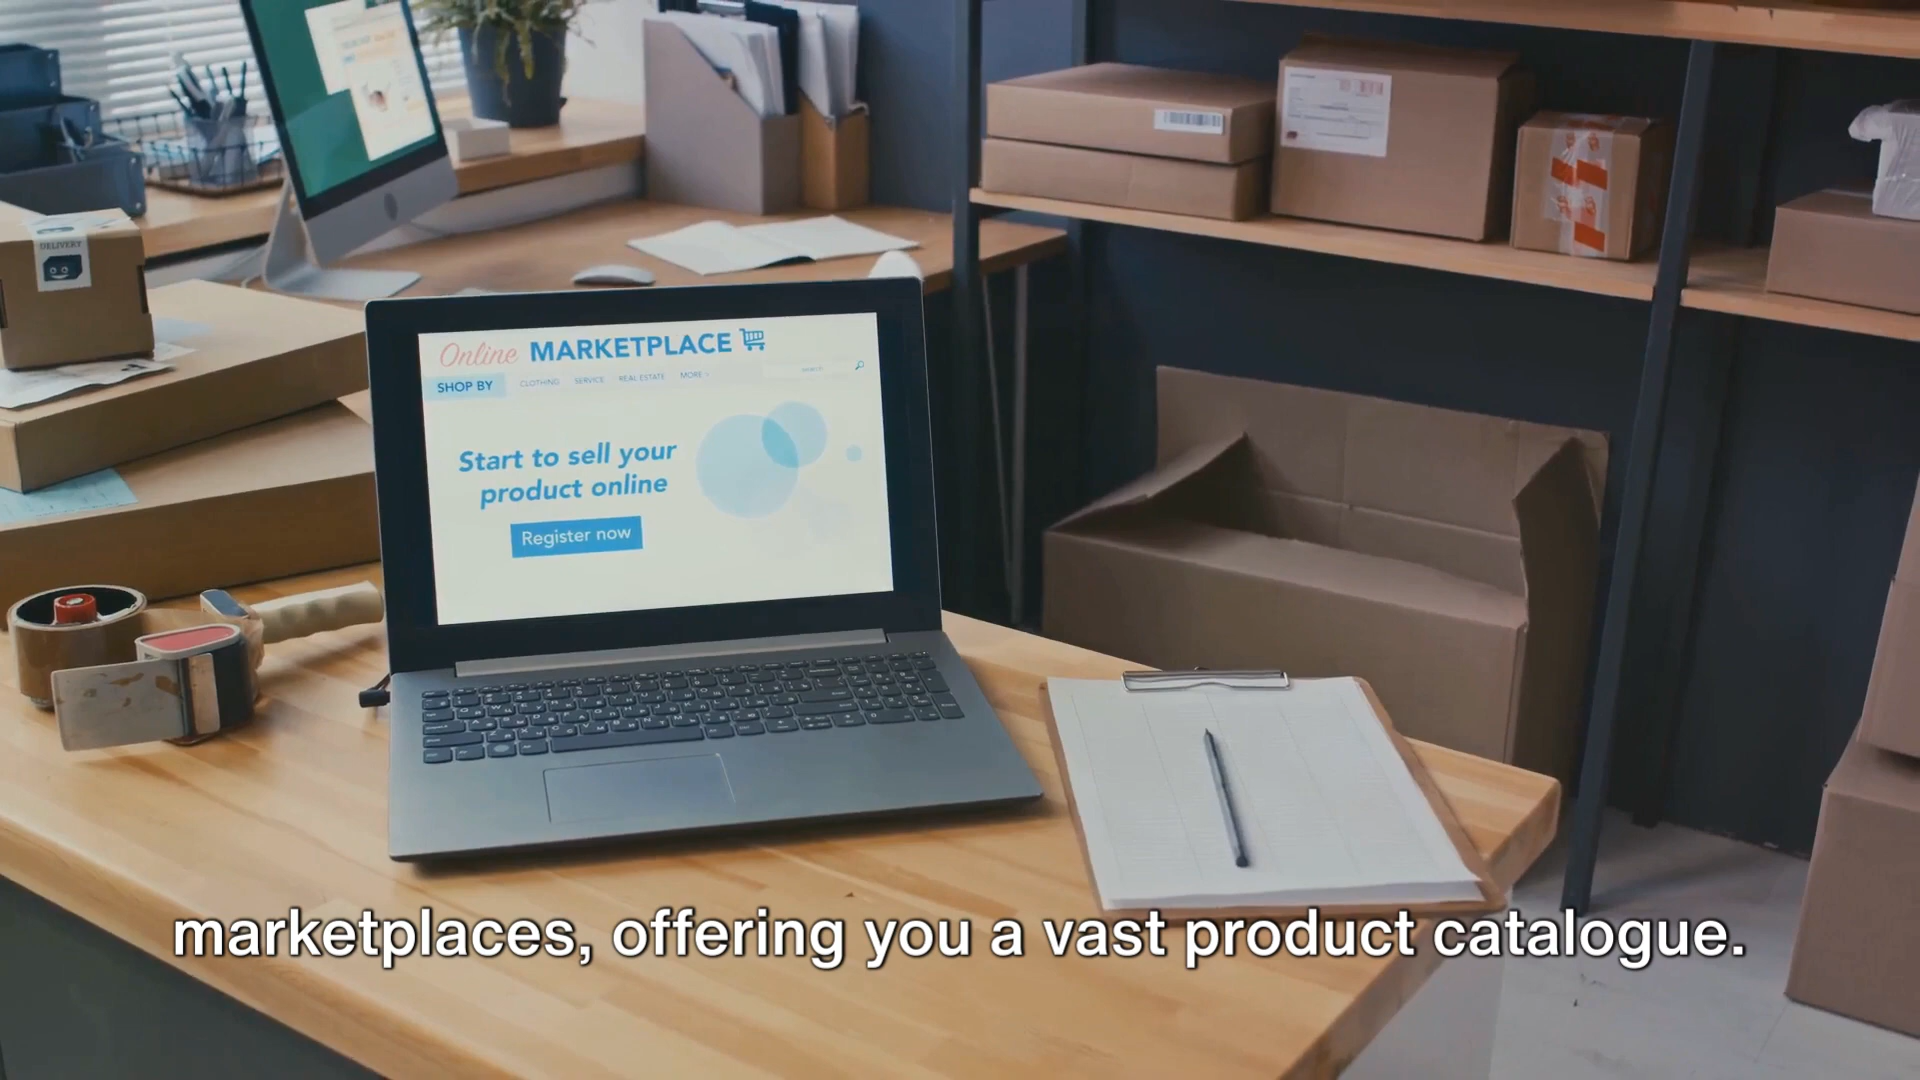 DELIVERY
Online MARKETPLACE
SHOP BY CLOTHING SERVICE REAL ESTATE MORE
Start to sell your
product online
Register now
marketplaces, offering you a vast product catalogue.